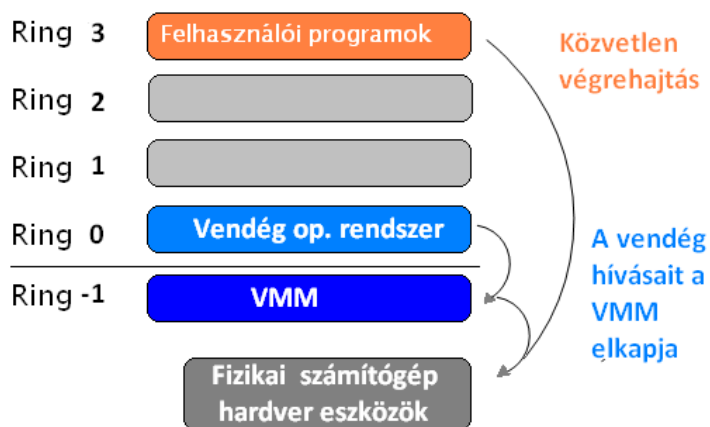 Ring 3
Felhasználói programok
Közvetlen
végrehajtás
Ring 2
Ring 1
Ring 0
Vendég op. rendszer
A vendég
hívásait a
VMM
elkapja
Ring -1
VMM
Fizikai számítógép
hardver eszközök